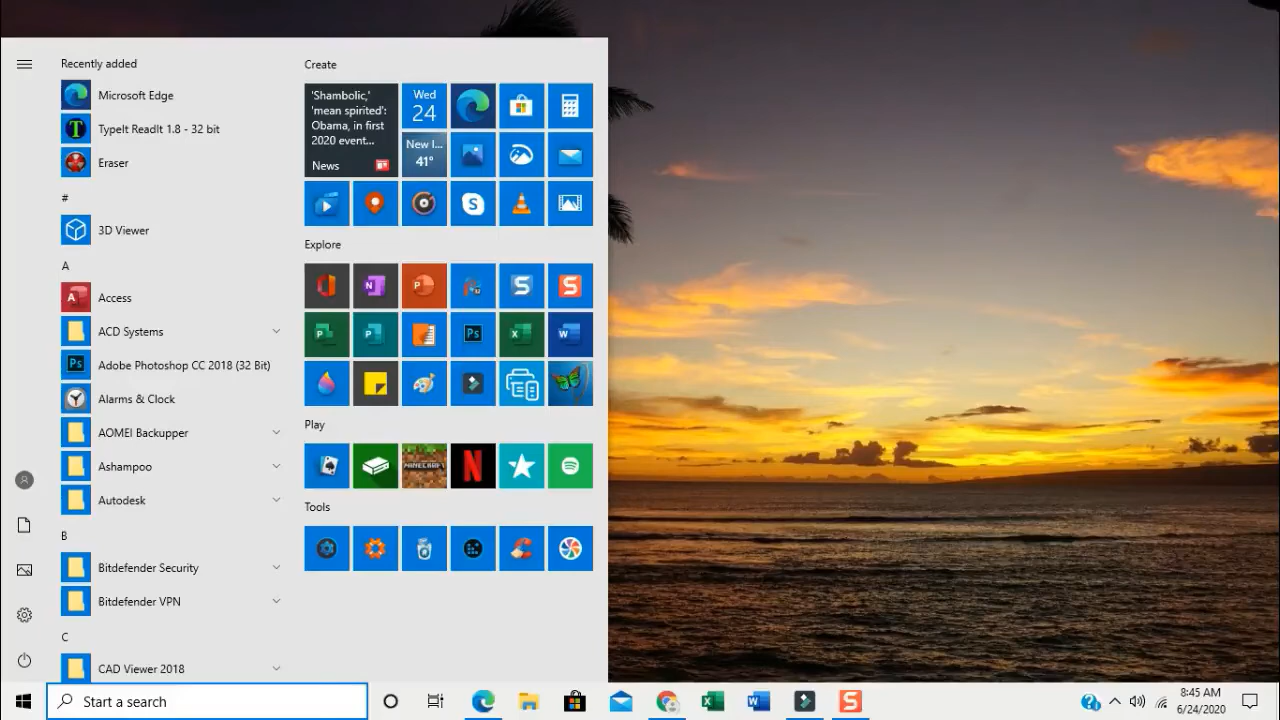 Recently added
Microsoft Edge
TypeIt ReadIt 1.8 - 32 bit
Eraser
#
3D Viewer
A
Access
ACD Systems
Adobe Photoshop CC 2018 (32 Bit)
Alarms & Clock
AOMEI Backupper
Ashampoo
Autodesk
B
Bitdefender Security
Bitdefender VPN
C
CAD Viewer 2018
Create
'Shambolic,'
'mean spirited':
Obama, in first
2020 event...
News
Wed
24
New I...
41°
Explore
Ps
Play
MINECRAFT
N
Tools
Start a search
8:45 AM
6/24/2020